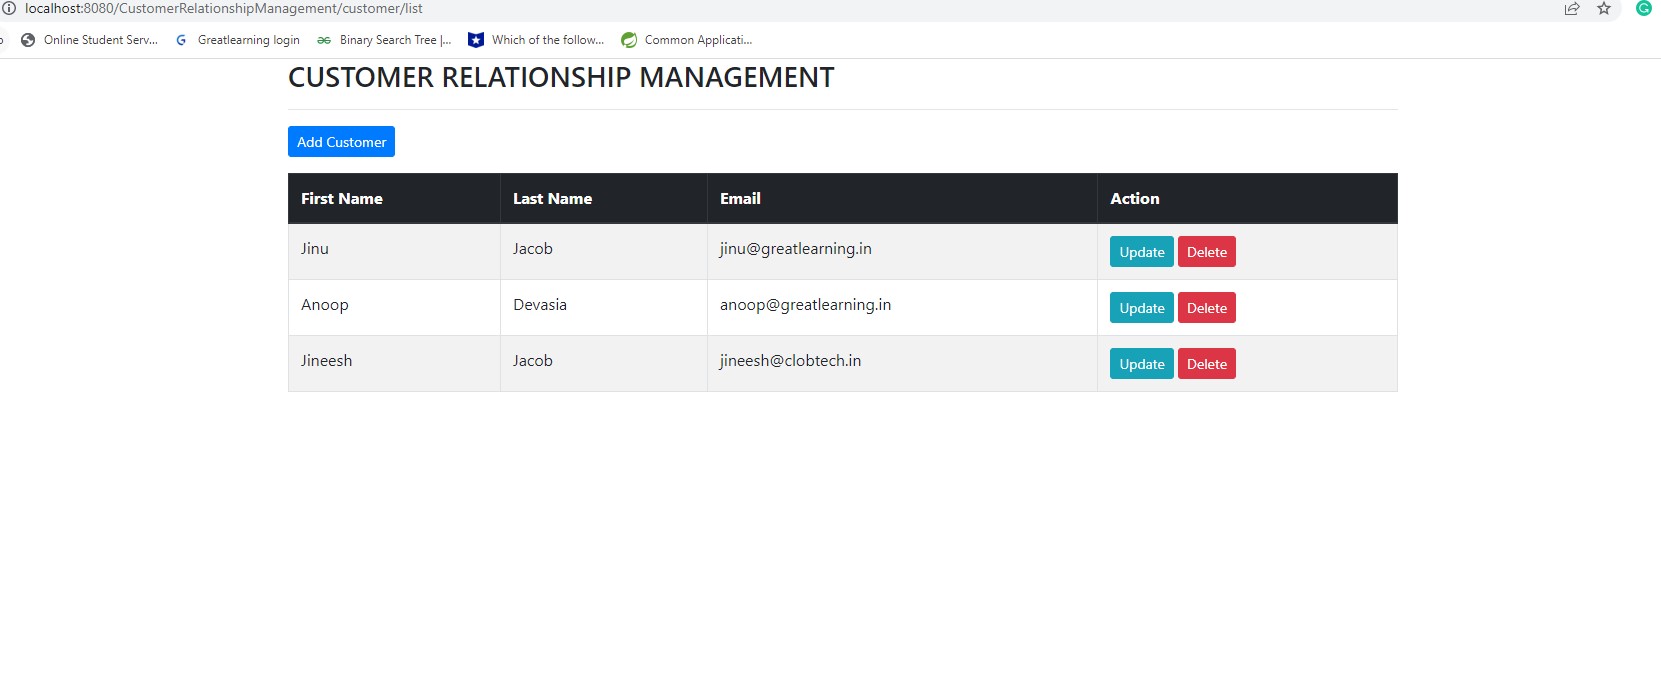 localhost:8080/CustomerRelationshipManagement/customer/list
Online Student Serv... Greatlearning login Binary Search Tree |... Which of the follow... Common Applicati...
CUSTOMER RELATIONSHIP MANAGEMENT
Add Customer
First Name Last Name Email Action
Jinu Jacob jinu@greatlearning.in Update Delete
Anoop Devasia anoop@greatlearning.in Update Delete
Jineesh Jacob jineesh@clobtech.in Update Delete